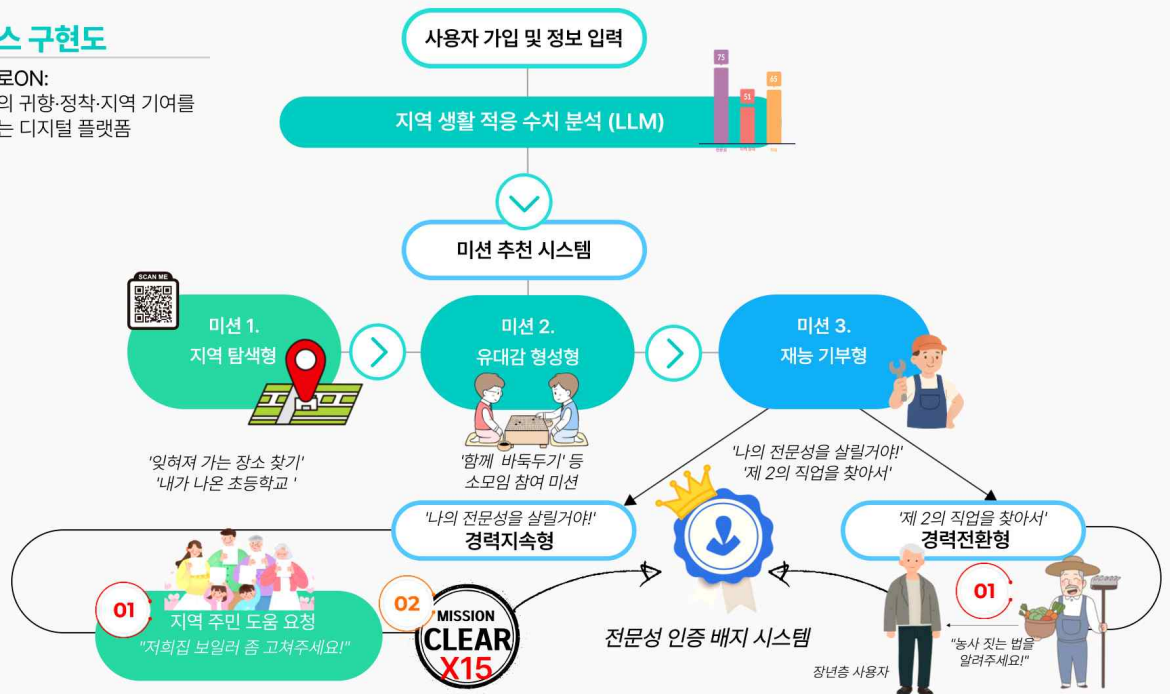 스 구현도
로ON:
의 귀향·정착·지역 기여를
는 디지털 플랫폼
사용자 가입 및 정보 입력
지역 생활 적응 수치 분석 (LLM)
75
51
65
미션 추천 시스템
SCAN ME
미션 1.
지역 탐색형
미션 2.
유대감 형성형
미션 3.
재능 기부형
'잊혀져 가는 장소 찾기'
'내가 나온 초등학교 '
'함께 바둑두기' 등
소모임 참여 미션
'나의 전문성을 살릴거야!'
'제 2의 직업을 찾아서'
'나의 전문성을 살릴거야!'
경력지속형
'제 2의 직업을 찾아서'
경력전환형
01
지역 주민 도움 요청
"저희집 보일러 좀 고쳐주세요!"
02
MISSION
CLEAR
X15
전문성 인증 배지 시스템
01
"농사 짓는 법을
알려주세요!"
장년층 사용자